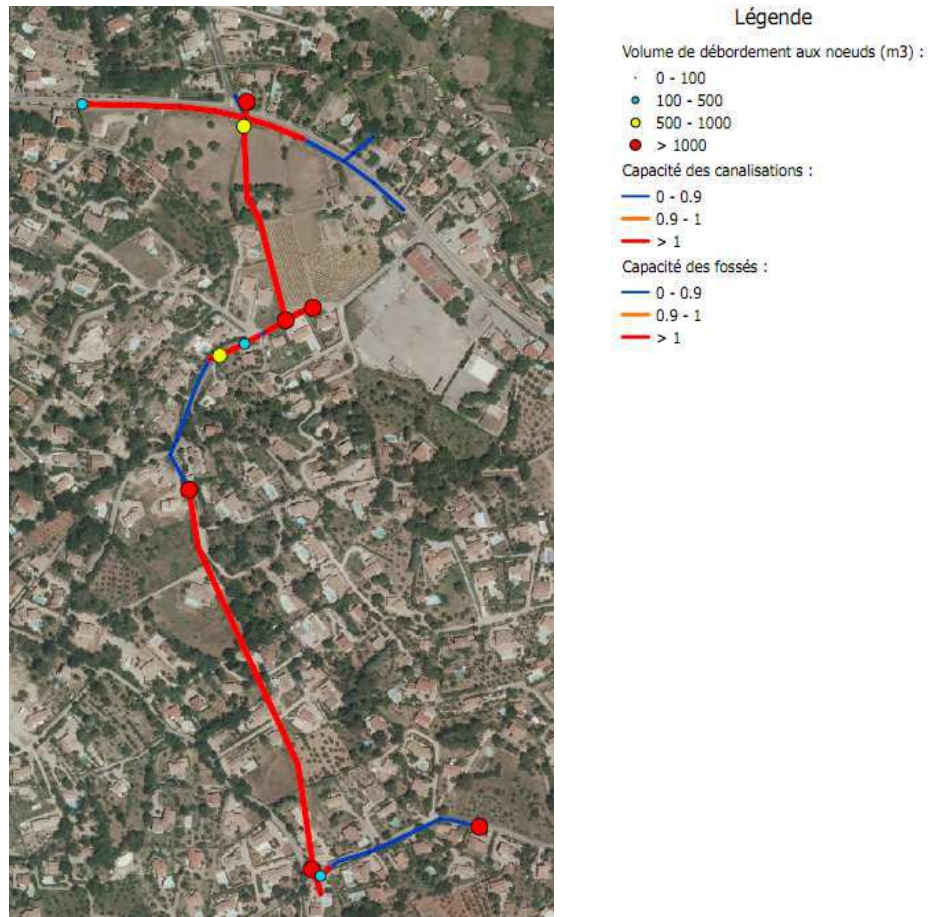 Légende
Volume de débordement aux noeuds (m3) :
0 - 100
100 - 500
500 - 1000
> 1000
Capacité des canalisations :
0 - 0.9
0.9 - 1
> 1
Capacité des fossés :
0 - 0.9
0.9 - 1
> 1